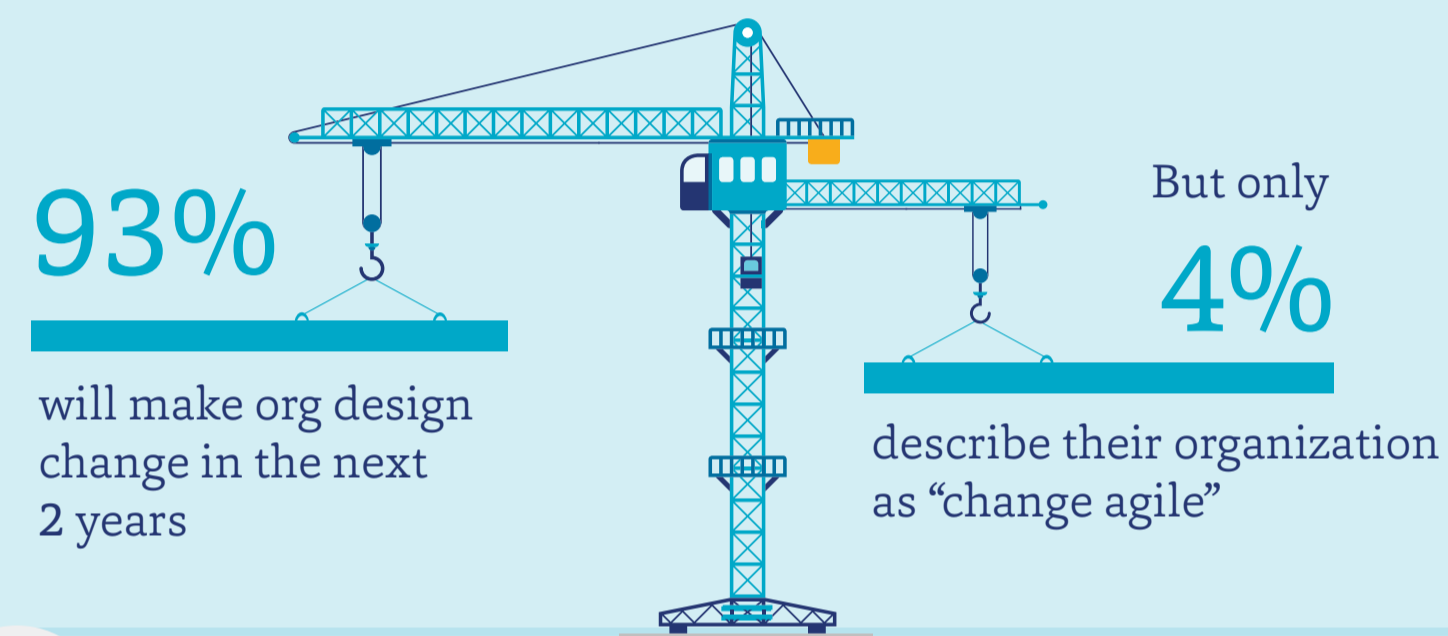 93%
will make org design
change in the next
2 years
But only
4%
describe their organization
as “change agile”